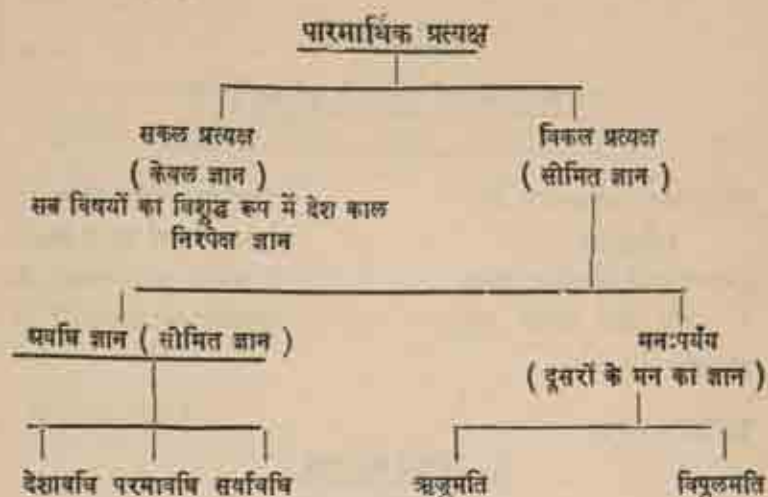 पारमार्थिक प्रत्यक्ष
सकल प्रत्यक्ष
( केवल ज्ञान )
सब विषयों का विशुद्ध रूप में देश काल
निरपेक्ष ज्ञान
विकल प्रत्यक्ष
( सीमित ज्ञान )
अवधि ज्ञान ( सीमित ज्ञान )
मनःपर्यय
( दूसरों के मन का ज्ञान )
देशावधि परमावधि सर्वावधि
ऋजुमति
विपुलमति